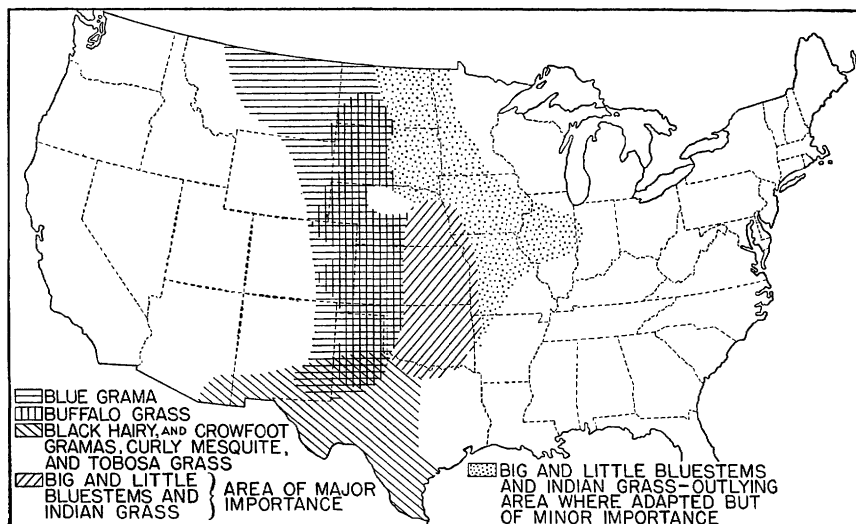 BLUE GRAMA
BUFFALO GRASS
BLACK HAIRY, AND CROWFOOT
GRAMAS, CURLY MESQUITE,
AND TOBOSA GRASS
BIG AND LITTLE
BLUESTEMS AND
INDIAN GRASS
AREA OF MAJOR
IMPORTANCE
BIG AND LITTLE BLUESTEMS
AND INDIAN GRASS-OUTLYING
AREA WHERE ADAPTED BUT
OF MINOR IMPORTANCE